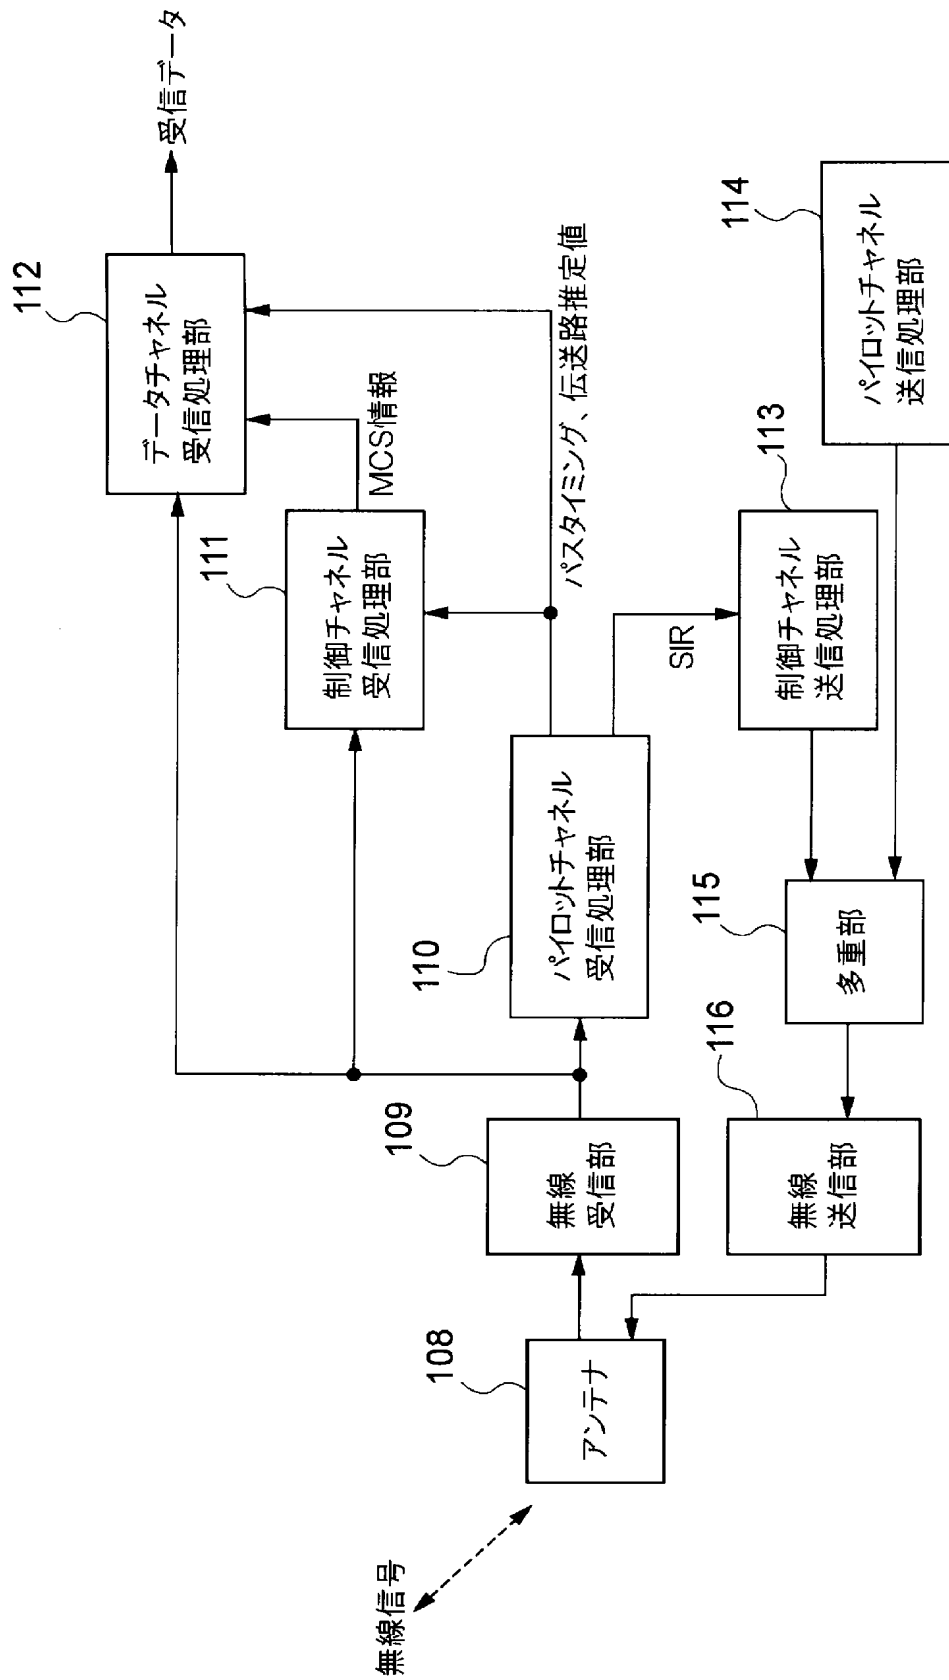 無線信号
108
アンテナ
109
無線
受信部
110
パイロットチャネル
受信処理部
111
制御チャネル
受信処理部
MCS情報
112
データチャネル
受信処理部
受信データ
パスタイミング、伝送路推定値
SIR
113
制御チャネル
送信処理部
114
パイロットチャネル
送信処理部
115
多重部
116
無線
送信部